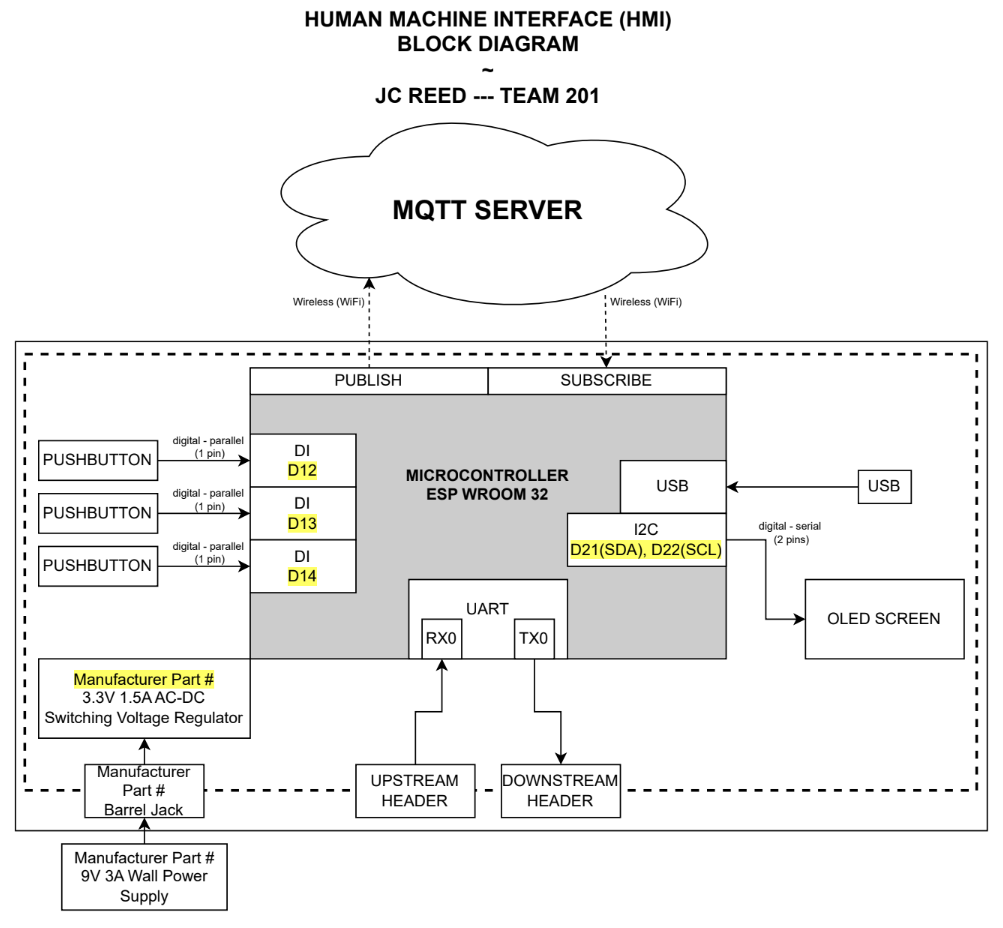 HUMAN MACHINE INTERFACE (HMI)
BLOCK DIAGRAM
~
JC REED --- TEAM 201
MQTT SERVER
Wireless (WiFi)
Wireless (WiFi)
PUBLISH
SUBSCRIBE
PUSHBUTTON
digital - parallel
(1 pin)
DI
D12
PUSHBUTTON
digital - parallel
(1 pin)
DI
D13
PUSHBUTTON
digital - parallel
(1 pin)
DI
D14
MICROCONTROLLER
ESP WROOM 32
USB
USB
I2C
D21(SDA), D22(SCL)
digital - serial
(2 pins)
OLED SCREEN
UART
RX0
TX0
Manufacturer Part #
3.3V 1.5A AC-DC
Switching Voltage Regulator
Manufacturer
Part #
Barrel Jack
UPSTREAM
HEADER
DOWNSTREAM
HEADER
Manufacturer Part #
9V 3A Wall Power
Supply